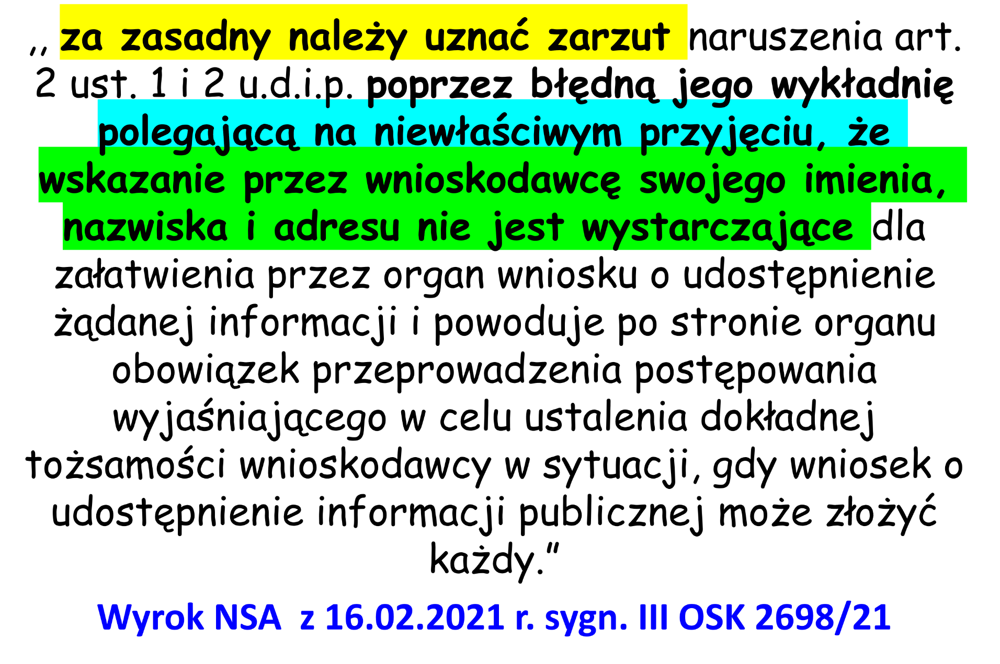 ,, za zasadny należy uznać zarzut naruszenia art.
2 ust. 1 i 2 u.d.i.p. poprzez błędną jego wykładnię
polegającą na niewłaściwym przyjęciu, że
wskazanie przez wnioskodawcę swojego imienia,
nazwiska i adresu nie jest wystarczające dla
załatwienia przez organ wniosku o udostępnienie
żądanej informacji i powoduje po stronie organu
obowiązek przeprowadzenia postępowania
wyjaśniającego w celu ustalenia dokładnej
tożsamości wnioskodawcy w sytuacji, gdy wniosek o
udostępnienie informacji publicznej może złożyć
każdy."
Wyrok NSA z 16.02.2021 r. sygn. III OSK 2698/21